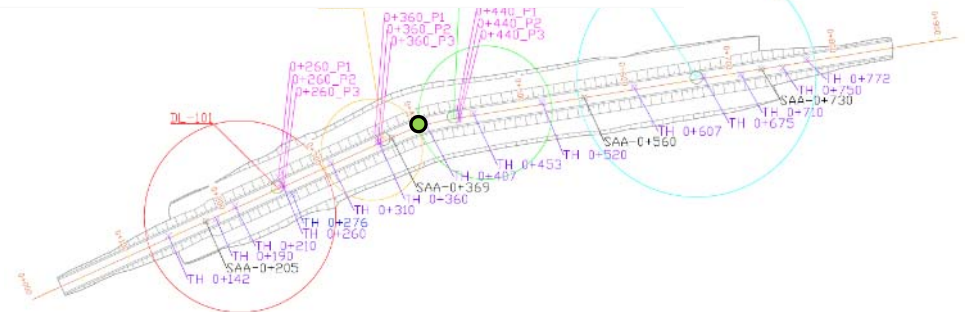 0+360_P1
0+360_P2
0+360_P3
0+440_P1
0+440_P2
0+440_P3
0+260_P1
0+260_P2
0+260_P3
DL-101
TH 0+772
TH 0+750
SAA-0+730
TH 0+710
TH 0+675
TH 0+607
SAA-0+560
TH 0+520
TH 0+453
TH 0+407
SAA-0+369
TH 0+360
TH 0+310
TH 0+276
TH 0+260
TH 0+210
TH 0+190
SAA-0+205
TH 0+142